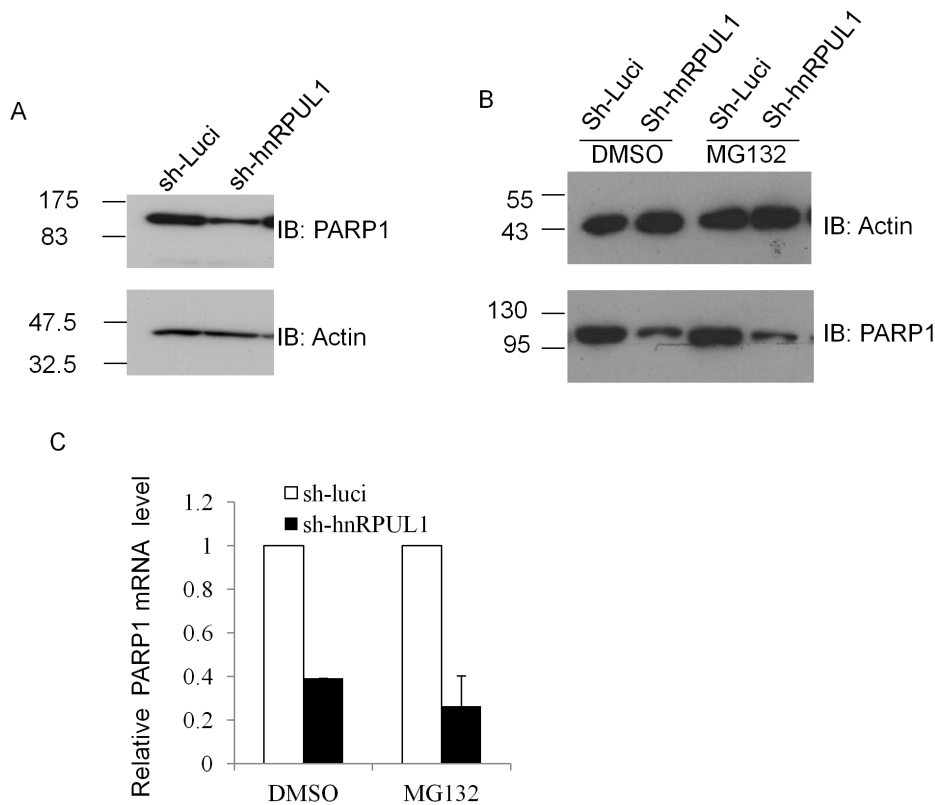 A
sh-Luci
sh-hnRPUL1
175
83
IB: PARP1
47.5
32.5
IB: Actin
B
Sh-Luci
Sh-hnRPUL1
Sh-Luci
Sh-hnRPUL1
DMSO
MG132
55
43
IB: Actin
130
95
IB: PARP1
C
Relative PARP1 mRNA level
sh-luci
sh-hnRPUL1
1.2
1
0.8
0.6
0.4
0.2
0
DMSO
MG132